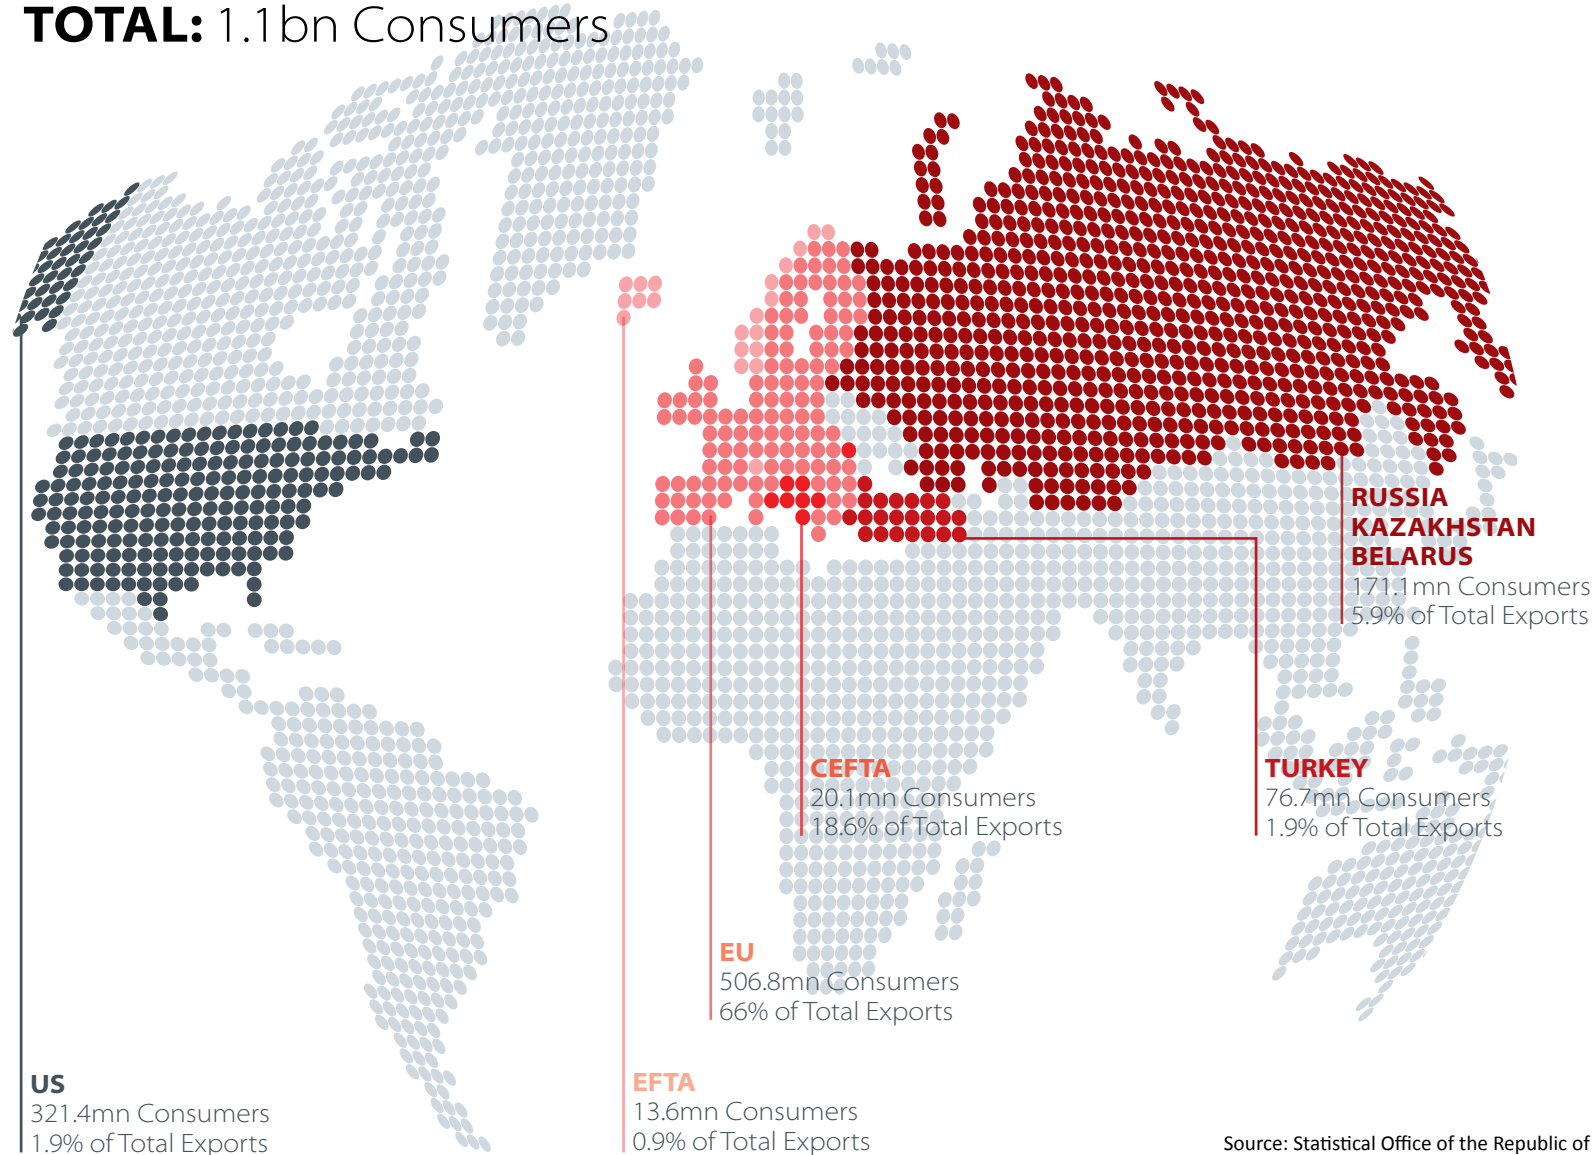 TOTAL: 1.1bn Consumers
RUSSIA
KAZAKHSTAN
BELARUS
171.1mn Consumers
5.9% of Total Exports
CEFTA
20.1mn Consumers
18.6% of Total Exports
TURKEY
76.7mn Consumers
1.9% of Total Exports
EU
506.8mn Consumers
66% of Total Exports
US
321.4mn Consumers
1.9% of Total Exports
EFTA
13.6mn Consumers
0.9% of Total Exports
Source: Statistical Office of the Republic of